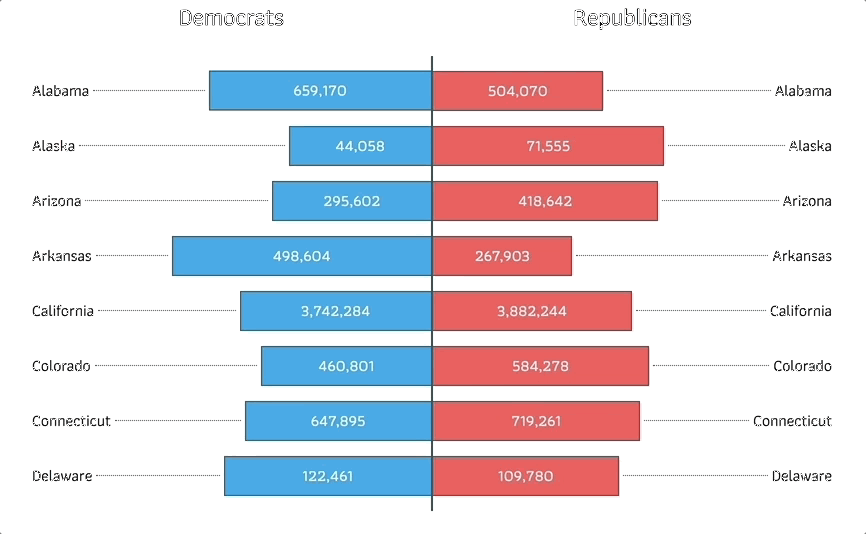 Democrats Republicans
Alabama 659,170 504,070 Alabama
Alaska 44,058 71,555 Alaska
Arizona 295,602 418,642 Arizona
Arkansas 498,604 267,903 Arkansas
California 3,742,284 3,882,244 California
Colorado 460,801 584,278 Colorado
Connecticut 647,895 719,261 Connecticut
Delaware 122,461 109,780 Delaware